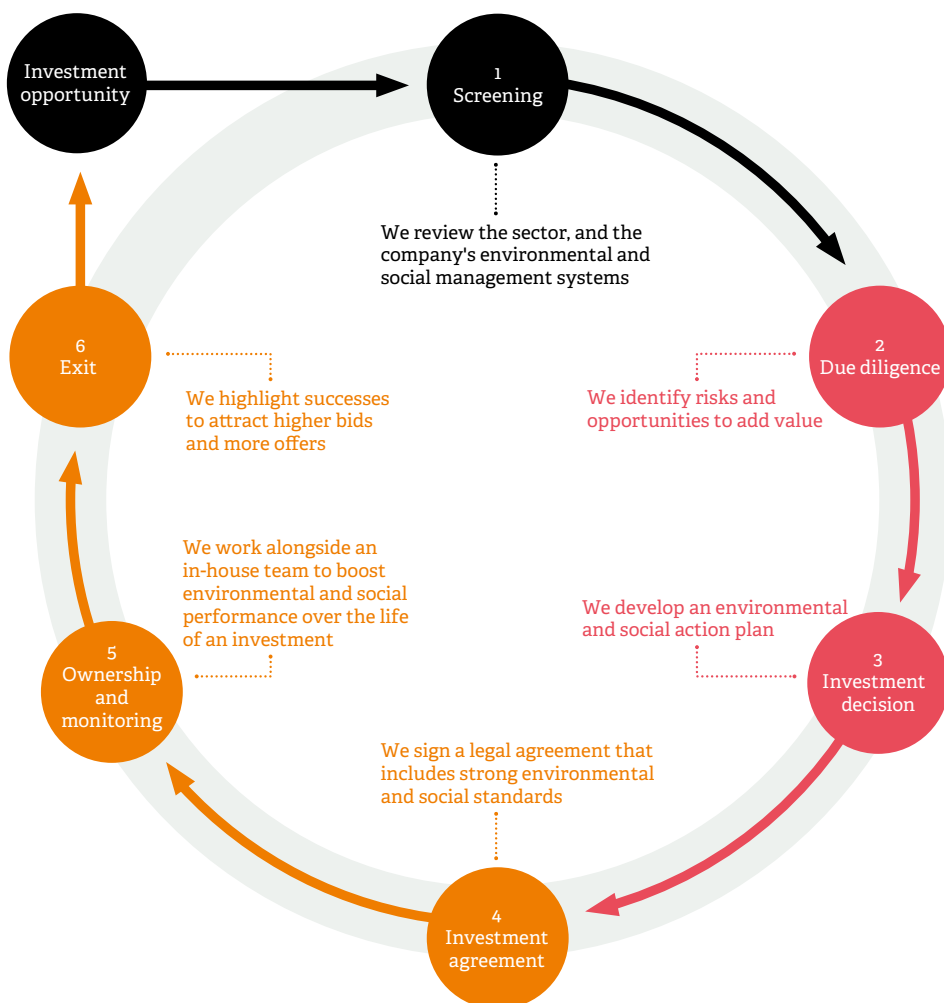 Investment
opportunity
1
Screening
We review the sector, and the
company's environmental and
social management systems
2
Due diligence
We identify risks and
opportunities to add value
3
Investment
decision
We develop an environmental
and social action plan
4
Investment
agreement
We sign a legal agreement that
includes strong environmental
and social standards
5
Ownership
and
monitoring
We work alongside an
in-house team to boost
environmental and social
performance over the life
of an investment
6
Exit
We highlight successes
to attract higher bids
and more offers